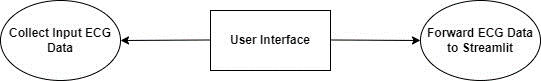 Collect Input ECG
Data
User Interface
Forward ECG Data
to Streamlit